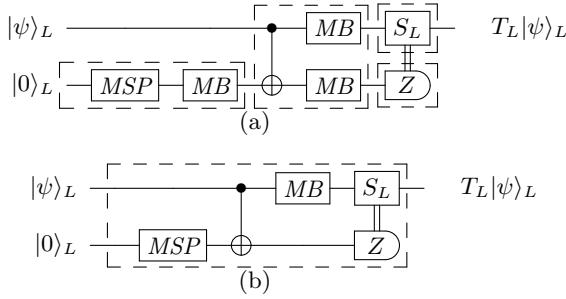 |ψ⟩_L MB S_L T_L|ψ⟩_L
|0⟩_L MSP MB MB Z
(a)
|ψ⟩_L MB S_L T_L|ψ⟩_L
|0⟩_L MSP Z
(b)